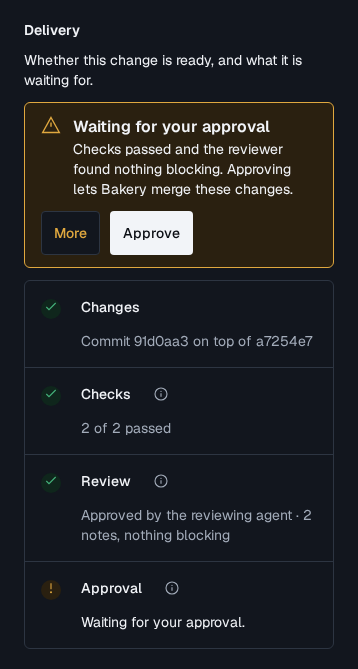 Delivery
Whether this change is ready, and what it is
waiting for.
Waiting for your approval
Checks passed and the reviewer
found nothing blocking. Approving
lets Bakery merge these changes.
More
Approve
Changes
Commit 91d0aa3 on top of a7254e7
Checks
2 of 2 passed
Review
Approved by the reviewing agent · 2
notes, nothing blocking
Approval
Waiting for your approval.